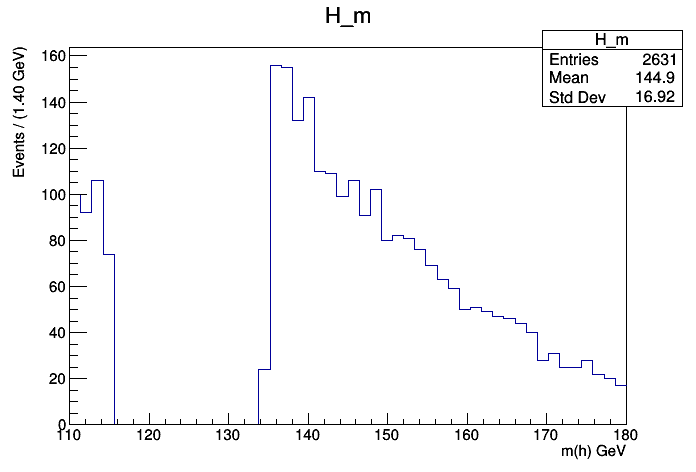 H_m
H_m
Entries 2631
Mean 144.9
Std Dev 16.92
Events / (1.40 GeV)
160
140
120
100
80
60
40
20
0
110 120 130 140 150 160 170 180
m(h) GeV